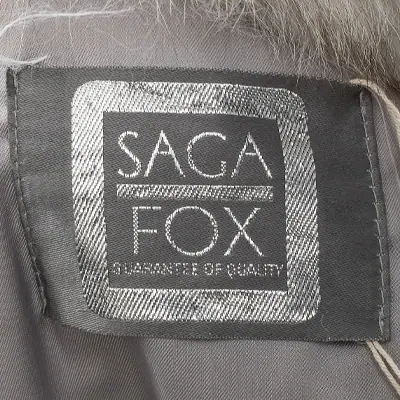 SAGA
FOX
GUARANTEE OF QUALITY